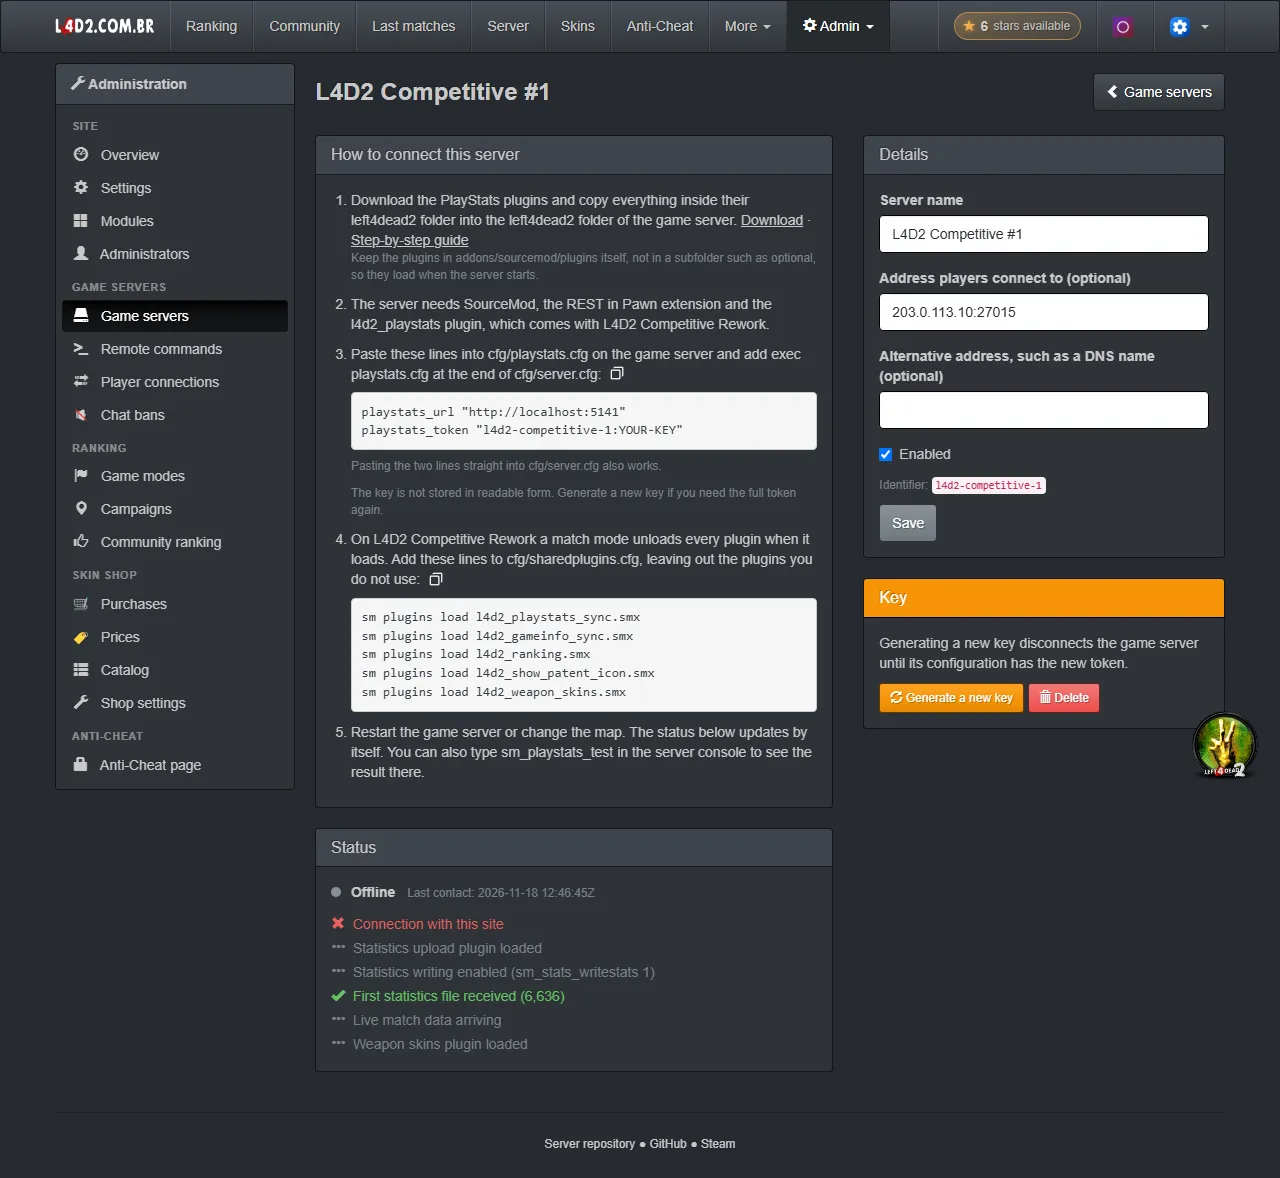 L4D2.COM.BR
Ranking
Community
Last matches
Server
Skins
Anti-Cheat
More
Admin
6 stars available
Administration
SITE
Overview
Settings
Modules
Administrators
GAME SERVERS
Game servers
Remote commands
Player connections
Chat bans
RANKING
Game modes
Campaigns
Community ranking
SKIN SHOP
Purchases
Prices
Catalog
Shop settings
ANTI-CHEAT
Anti-Cheat page
L4D2 Competitive #1
Game servers
How to connect this server
1. Download the PlayStats plugins and copy everything inside their
left4dead2 folder into the left4dead2 folder of the game server. Download ·
Step-by-step guide
Keep the plugins in addons/sourcemod/plugins itself, not in a subfolder such as optional,
so they load when the server starts.
2. The server needs SourceMod, the REST in Pawn extension and the
l4d2_playstats plugin, which comes with L4D2 Competitive Rework.
3. Paste these lines into cfg/playstats.cfg on the game server and add exec
playstats.cfg at the end of cfg/server.cfg:
playstats_url "http://localhost:5141"
playstats_token "l4d2-competitive-1:YOUR-KEY"
Pasting the two lines straight into cfg/server.cfg also works.
The key is not stored in readable form. Generate a new key if you need the full token
again.
4. On L4D2 Competitive Rework a match mode unloads every plugin when it
loads. Add these lines to cfg/sharedplugins.cfg, leaving out the plugins you
do not use:
sm plugins load l4d2_playstats_sync.smx
sm plugins load l4d2_gameinfo_sync.smx
sm plugins load l4d2_ranking.smx
sm plugins load l4d2_show_patent_icon.smx
sm plugins load l4d2_weapon_skins.smx
5. Restart the game server or change the map. The status below updates by
itself. You can also type sm_playstats_test in the server console to see the
result there.
Status
Offline Last contact: 2026-11-18 12:46:45Z
Connection with this site
Statistics upload plugin loaded
Statistics writing enabled (sm_stats_writestats 1)
First statistics file received (6,636)
Live match data arriving
Weapon skins plugin loaded
Details
Server name
L4D2 Competitive #1
Address players connect to (optional)
203.0.113.10:27015
Alternative address, such as a DNS name
(optional)
Enabled
Identifier: l4d2-competitive-1
Save
Key
Generating a new key disconnects the game server
until its configuration has the new token.
Generate a new key
Delete
LEFT 4 DEAD 2
Server repository ● GitHub ● Steam